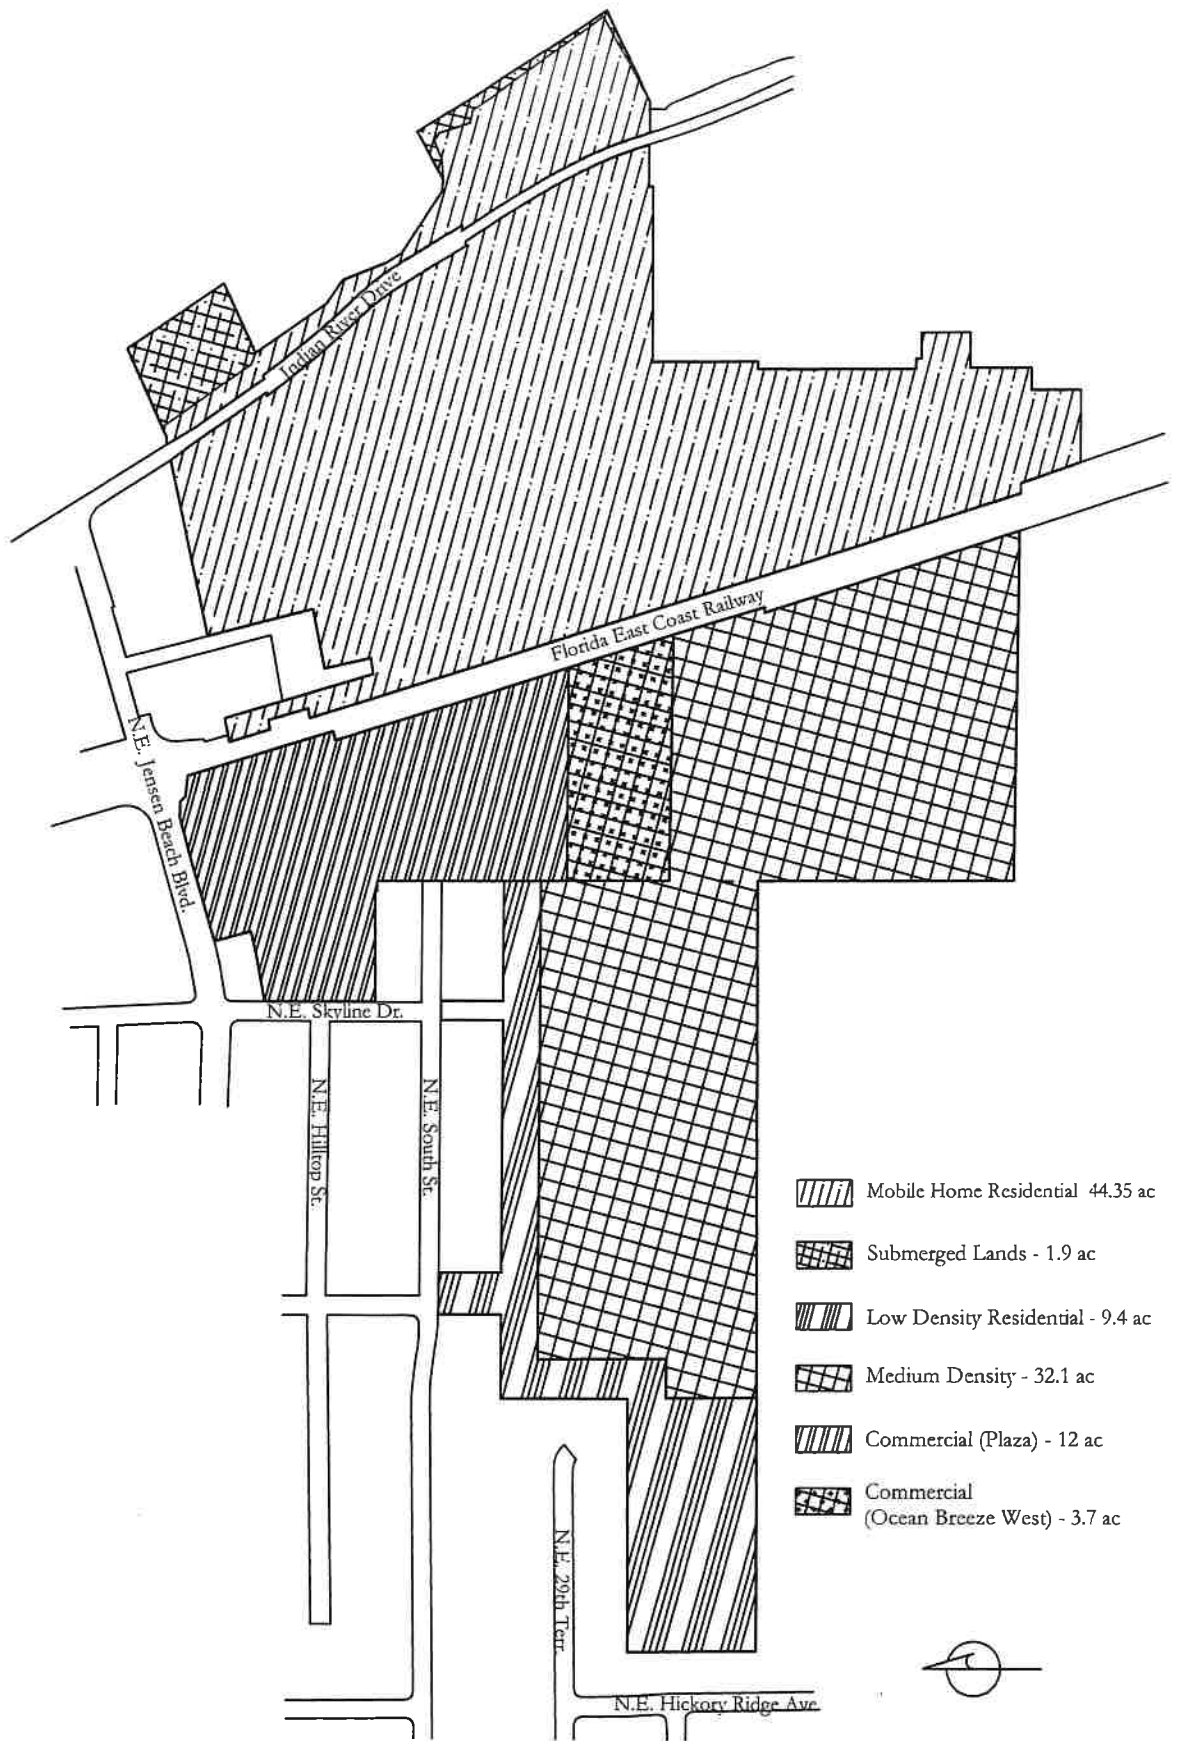 Indian River Drive
Florida East Coast Railway
N.E. Jensen Beach Blvd.
N.E. Skyline Dr.
N.E. Hilltop St.
N.E. South St.
Mobile Home Residential 44.35 ac
Submerged Lands - 1.9 ac
Low Density Residential - 9.4 ac
Medium Density - 32.1 ac
Commercial (Plaza) - 12 ac
Commercial
(Ocean Breeze West) - 3.7 ac
N.E. 29th Terr.
N.E. Hickory Ridge Ave.